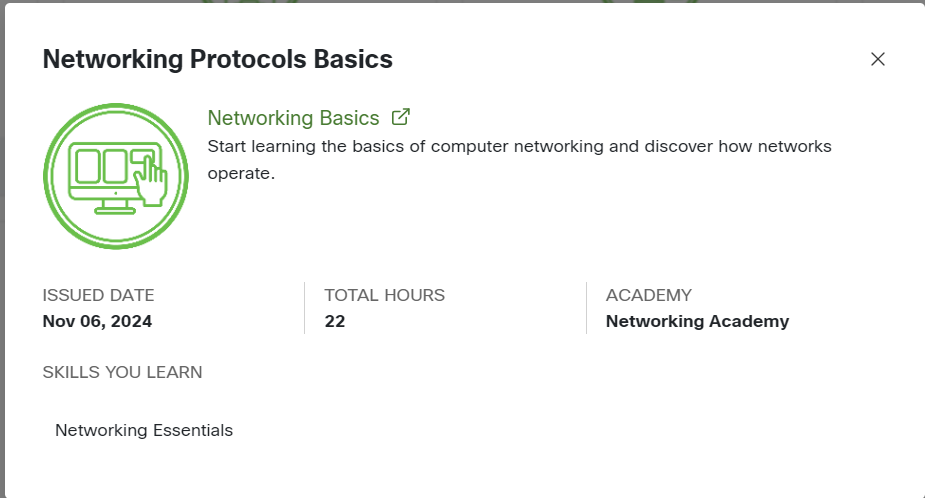 Networking Protocols Basics
Networking Basics
Start learning the basics of computer networking and discover how networks
operate.
ISSUED DATE
Nov 06, 2024
TOTAL HOURS
22
ACADEMY
Networking Academy
SKILLS YOU LEARN
Networking Essentials